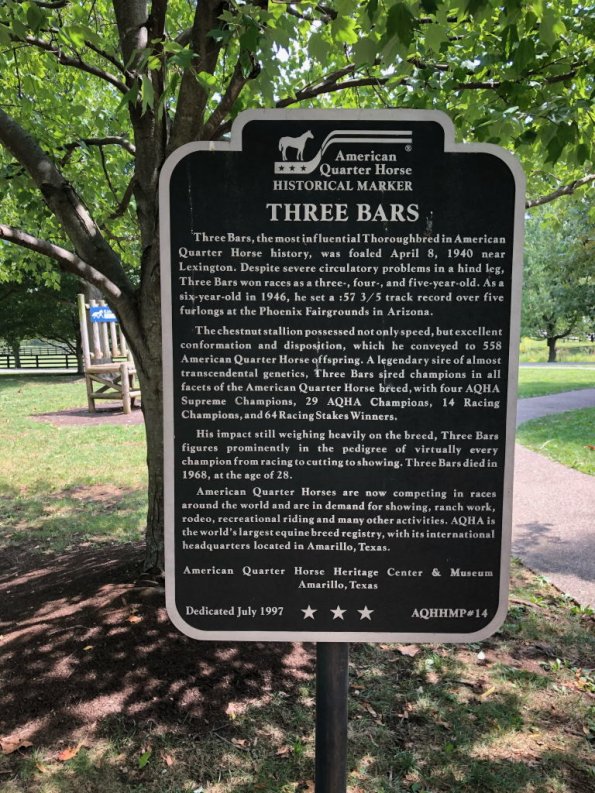 American
Quarter Horse
®
HISTORICAL MARKER
THREE BARS
Three Bars, the most influential Thoroughbred in American
Quarter Horse history, was foaled April 8, 1940 near
Lexington. Despite severe circulatory problems in a hind leg,
Three Bars won races as a three-, four-, and five-year-old. As a
six-year-old in 1946, he set a :57 3/5 track record over five
furlongs at the Phoenix Fairgrounds in Arizona.
The chestnut stallion possessed not only speed, but excellent
conformation and disposition, which he conveyed to 558
American Quarter Horse offspring. A legendary sire of almost
transcendental genetics, Three Bars sired champions in all
facets of the American Quarter Horse breed, with four AQHA
Supreme Champions, 29 AQHA Champions, 14 Racing
Champions, and 64 Racing Stakes Winners.
His impact still weighing heavily on the breed, Three Bars
figures prominently in the pedigree of virtually every
champion from racing to cutting to showing. Three Bars died in
1968, at the age of 28.
American Quarter Horses are now competing in races
around the world and are in demand for showing, ranch work,
rodeo, recreational riding and many other activities. AQHA is
the world's largest equine breed registry, with its international
headquarters located in Amarillo, Texas.
American Quarter Horse Heritage Center & Museum
Amarillo, Texas
Dedicated July 1997 ★ ★ ★ AQHHMP#14